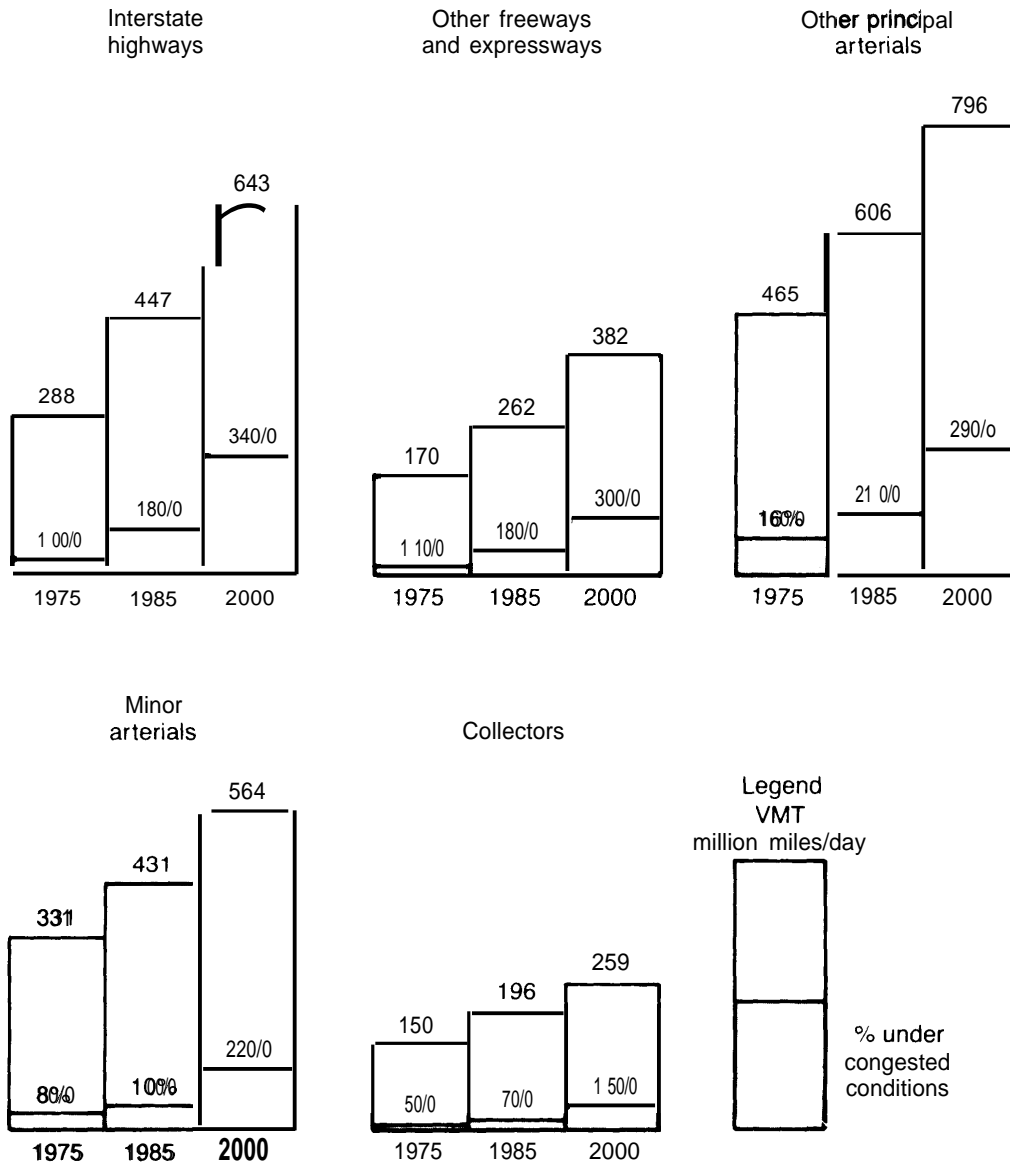 Interstate
highways
Other freeways
and expressways
Other principal
arterials
288
447
643
1 00/0
180/0
340/0
1975
1985
2000
170
262
382
1 10/0
180/0
300/0
1975
1985
2000
465
606
796
16%
21 0/0
290/o
1975
1985
2000
Minor
arterials
331
431
564
8%
10%
220/0
1975
1985
2000
Collectors
150
196
259
50/0
70/0
1 50/0
1975
1985
2000
Legend
VMT
million miles/day
% under
congested
conditions